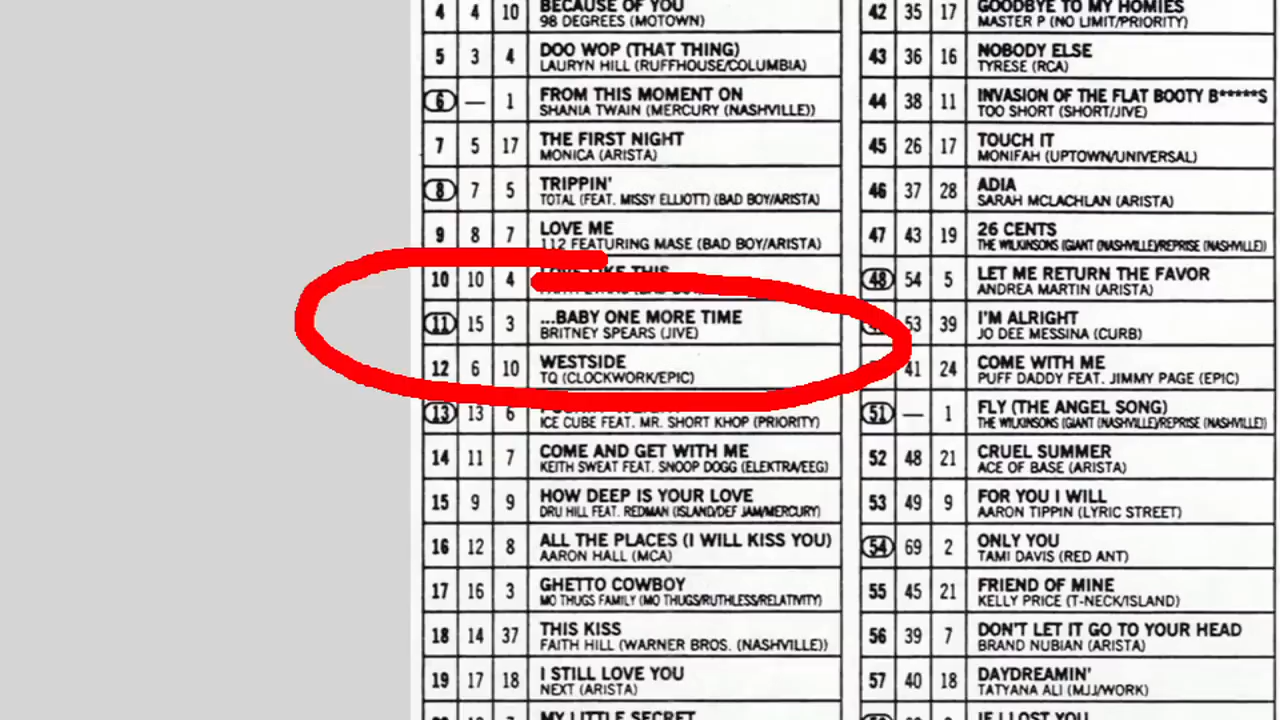 4 4 10 BECAUSE OF YOU
98 DEGREES (MOTOWN)
5 3 4 DOO WOP (THAT THING)
LAURYN HILL (RUFFHOUSE/COLUMBIA)
6 — 1 FROM THIS MOMENT ON
SHANIA TWAIN (MERCURY (NASHVILLE))
7 5 17 THE FIRST NIGHT
MONICA (ARISTA)
8 7 5 TRIPPIN'
TOTAL (FEAT. MISSY ELLIOTT) (BAD BOY/ARISTA)
9 8 7 LOVE ME
112 FEATURING MASE (BAD BOY/ARISTA)
10 10 4 LOVE LIKE THIS
11 15 3 ...BABY ONE MORE TIME
BRITNEY SPEARS (JIVE)
12 6 10 WESTSIDE
TQ (CLOCKWORK/EPIC)
13 13 6
ICE CUBE FEAT. MR. SHORT KHOP (PRIORITY)
14 11 7 COME AND GET WITH ME
KEITH SWEAT FEAT. SNOOP DOGG (ELEKTRA/EEG)
15 9 9 HOW DEEP IS YOUR LOVE
DRU HILL FEAT. REDMAN (ISLAND/DEF JAM/MERCURY)
16 12 8 ALL THE PLACES (I WILL KISS YOU)
AARON HALL (MCA)
17 16 3 GHETTO COWBOY
MO THUGS FAMILY (MO THUGS/RUTHLESS/RELATIVITY)
18 14 37 THIS KISS
FAITH HILL (WARNER BROS. (NASHVILLE))
19 17 18 I STILL LOVE YOU
NEXT (ARISTA)
MY LITTLE SECRET
42 35 17 GOODBYE TO MY HOMIES
MASTER P (NO LIMIT/PRIORITY)
43 36 16 NOBODY ELSE
TYRESE (RCA)
44 38 11 INVASION OF THE FLAT BOOTY B*****S
TOO SHORT (SHORT/JIVE)
45 26 17 TOUCH IT
MONIFAH (UPTOWN/UNIVERSAL)
46 37 28 ADIA
SARAH MCLACHLAN (ARISTA)
47 43 19 26 CENTS
THE WILKINSONS (GIANT (NASHVILLE)/REPRISE (NASHVILLE))
48 54 5 LET ME RETURN THE FAVOR
ANDREA MARTIN (ARISTA)
53 39 I'M ALRIGHT
JO DEE MESSINA (CURB)
41 24 COME WITH ME
PUFF DADDY FEAT. JIMMY PAGE (EPIC)
51 — 1 FLY (THE ANGEL SONG)
THE WILKINSONS (GIANT (NASHVILLE)/REPRISE (NASHVILLE))
52 48 21 CRUEL SUMMER
ACE OF BASE (ARISTA)
53 49 9 FOR YOU I WILL
AARON TIPPIN (LYRIC STREET)
54 69 2 ONLY YOU
TAMI DAVIS (RED ANT)
55 45 21 FRIEND OF MINE
KELLY PRICE (T-NECK/ISLAND)
56 39 7 DON'T LET IT GO TO YOUR HEAD
BRAND NUBIAN (ARISTA)
57 40 18 DAYDREAMIN'
TATYANA ALI (MJJ/WORK)
IF I LOST YOU